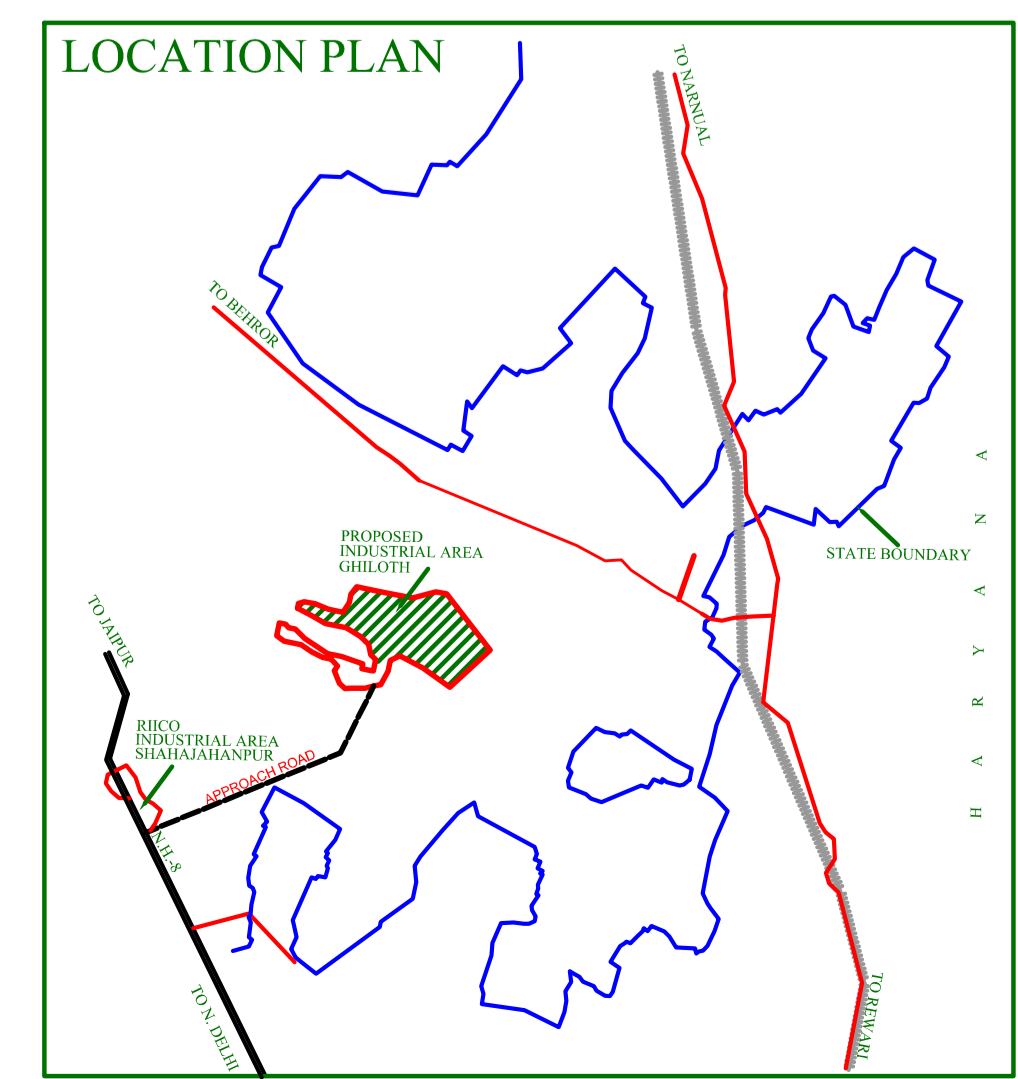 LOCATION PLAN
TO NARNUAL
TO BEHROR
PROPOSED
INDUSTRIAL AREA
GHILOTH
STATE BOUNDARY
HARYANA
TO JAIPUR
RIICO
INDUSTRIAL AREA
SHAHAJAHANPUR
APPROACH ROAD
N.H.-8
TO N. DELHI
TO REWARI